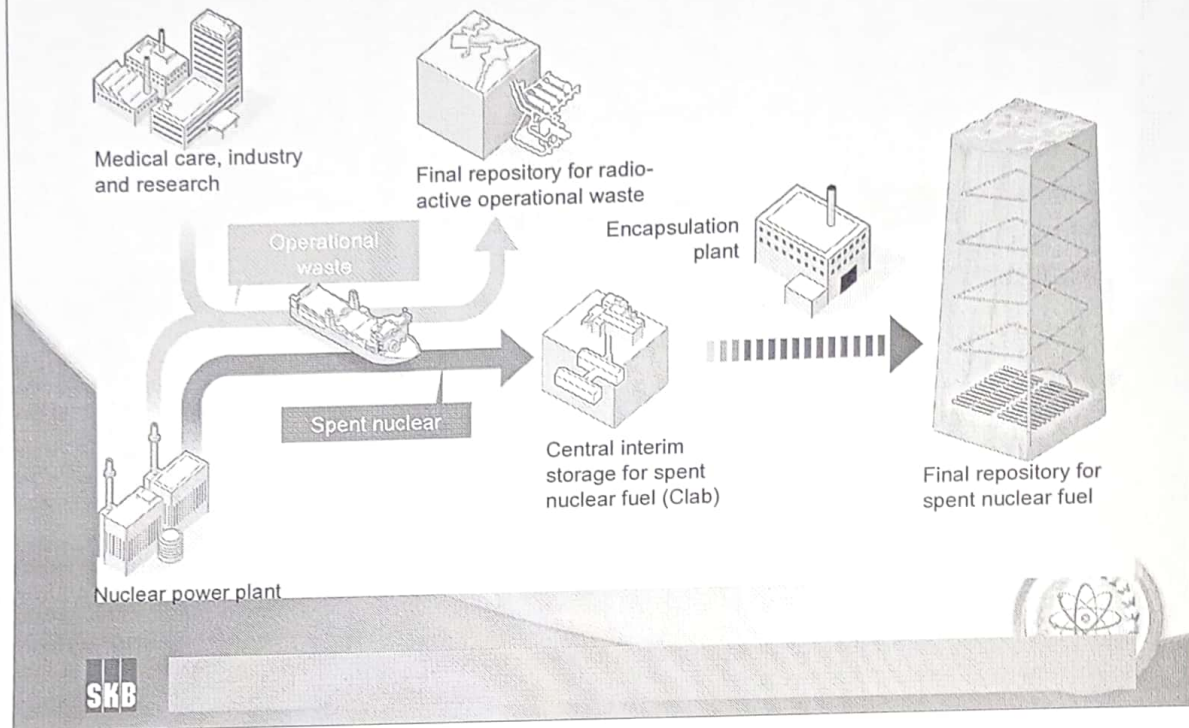 Medical care, industry
and research
Final repository for radio-
active operational waste
Encapsulation
plant
Operational
waste
Spent nuclear
Central interim
storage for spent
nuclear fuel (Clab)
Final repository for
spent nuclear fuel
Nuclear power plant
SKB